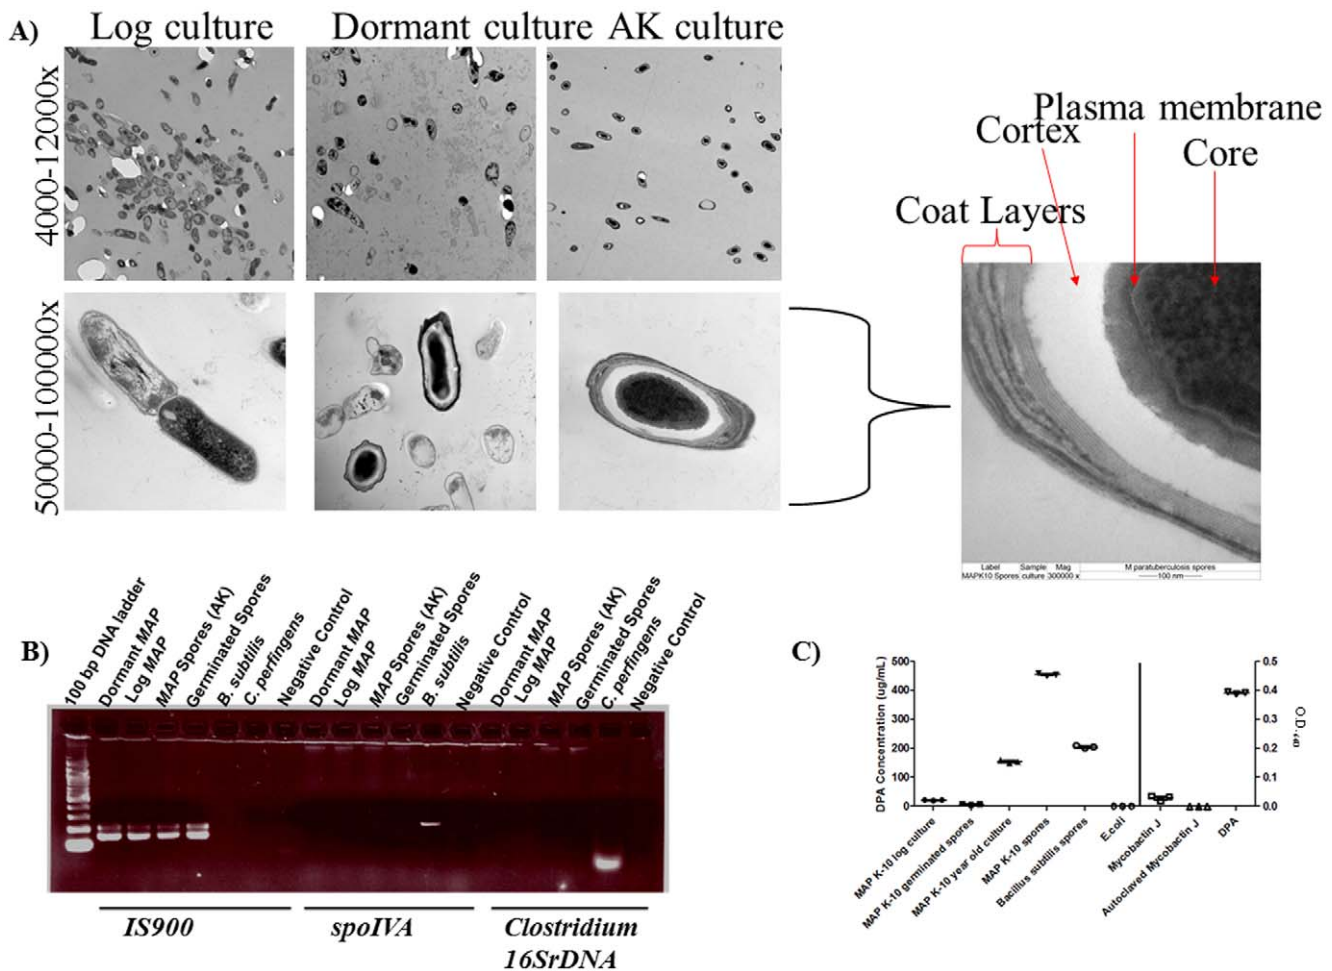 A)
Log culture
Dormant culture
AK culture
4000-12000x
50000-100000x
Plasma membrane
Cortex
Core
Coat Layers
Label Sample Mag M paratuberculosis spores
MAPK10 Spores culture 300000 x 100 nm
B)
100 bp DNA ladder
Dormant MAP
Log MAP
MAP Spores (AK)
Germinated Spores
B. subtilis
C. perfingens
Negative Control
Dormant MAP
Log MAP
MAP Spores (AK)
Germinated Spores
B. subtilis
Negative Control
Dormant MAP
Log MAP
MAP Spores (AK)
Germinated Spores
C. perfingens
Negative Control
IS900
spoIVA
Clostridium
16SrDNA
C)
DPA Concentration (ug/mL)
500
400
300
200
100
0
0.5
0.4
0.3
0.2
0.1
0.0
MAP K-10 log culture
MAP K-10 germinated spores
MAP K-10 year old culture
MAP K-10 spores
Bacillus subtilis spores
E.coli
Mycobactin J
Autoclaved Mycobactin J
DPA